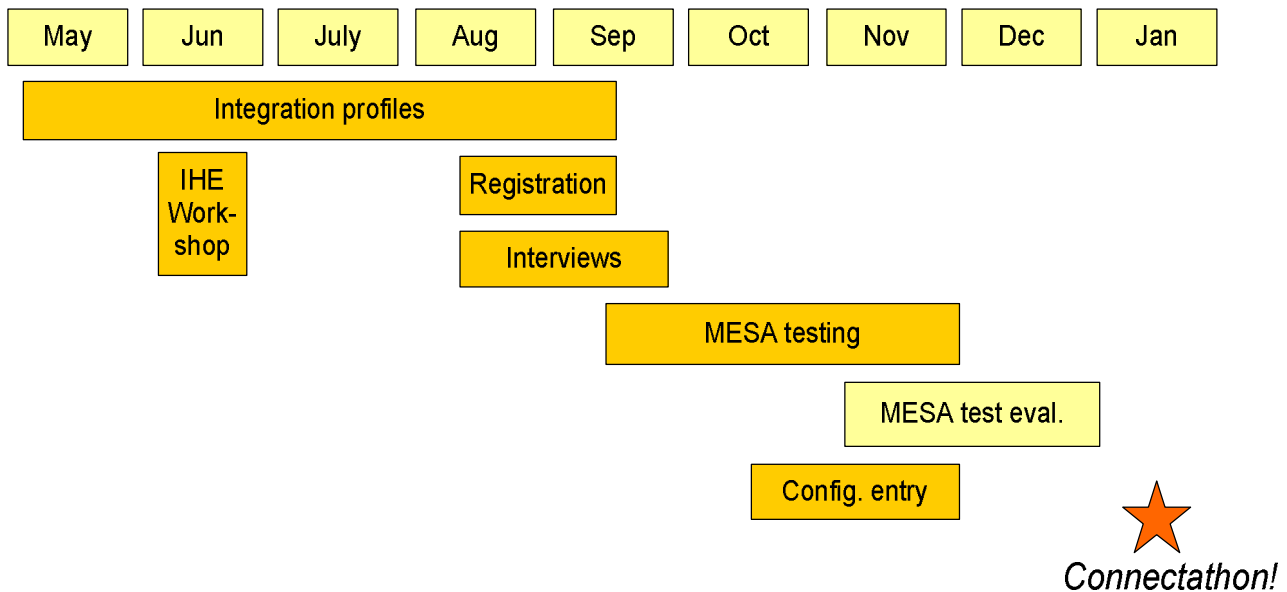 May Jun July Aug Sep Oct Nov Dec Jan
Integration profiles
IHE
Work-
shop
Registration
Interviews
MESA testing
MESA test eval.
Config. entry
Connectathon!